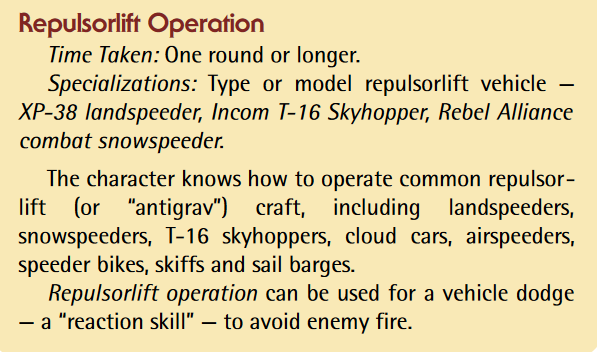 Repulsorlift Operation
Time Taken: One round or longer.
Specializations: Type or model repulsorlift vehicle —
XP-38 landspeeder, Incom T-16 Skyhopper, Rebel Alliance
combat snowspeeder.
The character knows how to operate common repulsor-
lift (or “antigrav”) craft, including landspeeders,
snowspeeders, T-16 skyhoppers, cloud cars, airspeeders,
speeder bikes, skiffs and sail barges.
Repulsorlift operation can be used for a vehicle dodge
— a “reaction skill” — to avoid enemy fire.